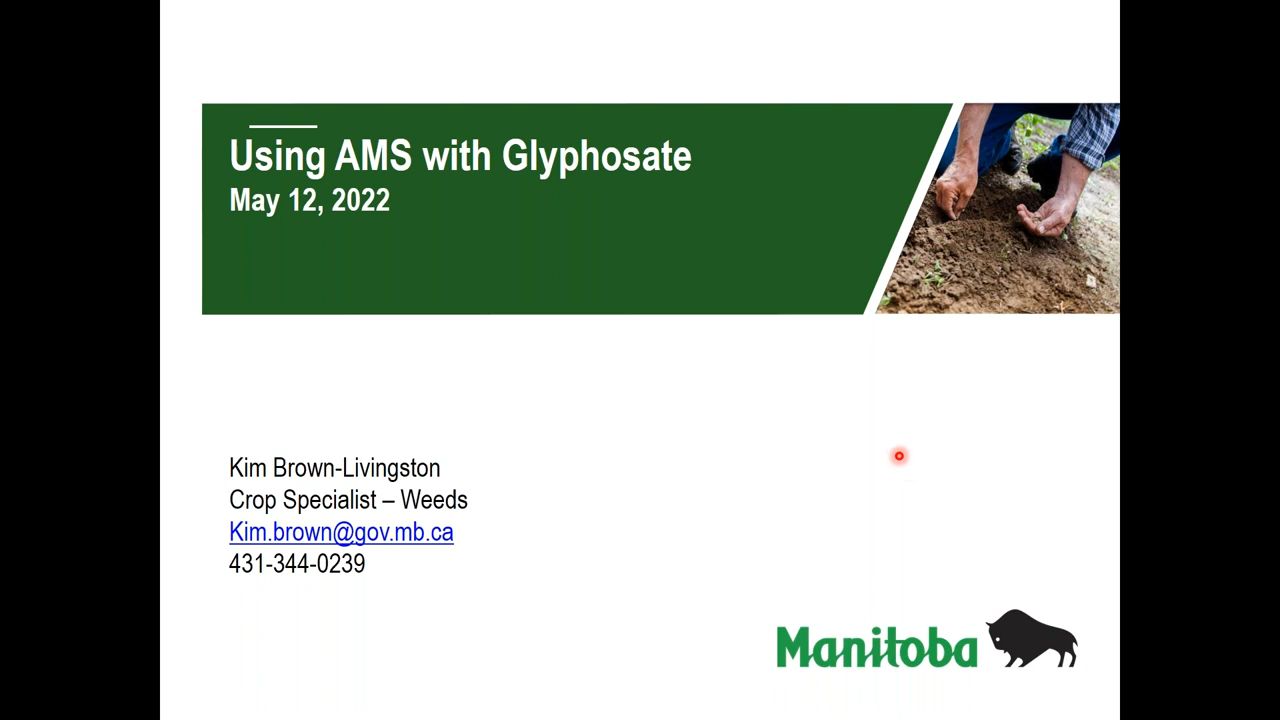 Using AMS with Glyphosate
May 12, 2022
Kim Brown-Livingston
Crop Specialist – Weeds
Kim.brown@gov.mb.ca
431-344-0239
Manitoba